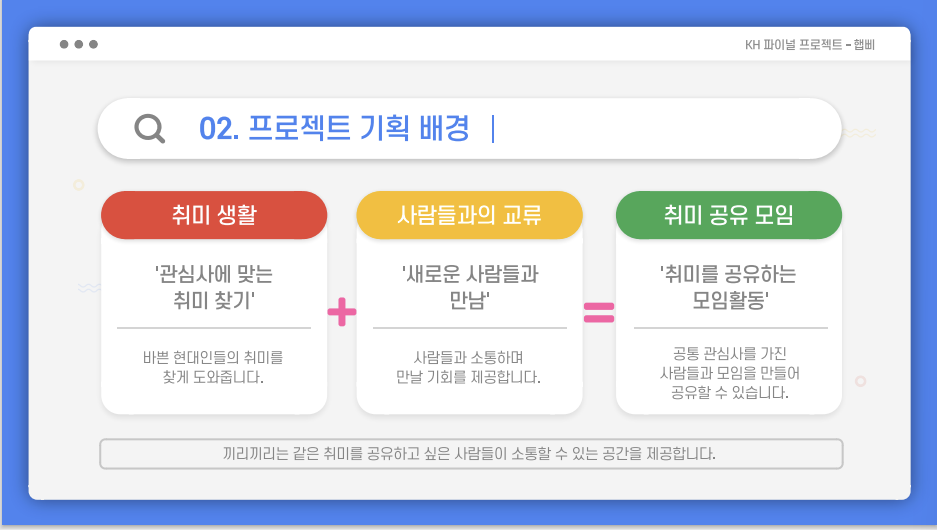 KH 파이널 프로젝트 - 햅삐
02. 프로젝트 기획 배경
취미 생활
'관심사에 맞는
취미 찾기'
바쁜 현대인들의 취미를
찾게 도와줍니다.
사람들과의 교류
'새로운 사람들과
만남'
사람들과 소통하며
만날 기회를 제공합니다.
취미 공유 모임
'취미를 공유하는
모임활동'
공통 관심사를 가진
사람들과 모임을 만들어
공유할 수 있습니다.
끼리끼리는 같은 취미를 공유하고 싶은 사람들이 소통할 수 있는 공간을 제공합니다.